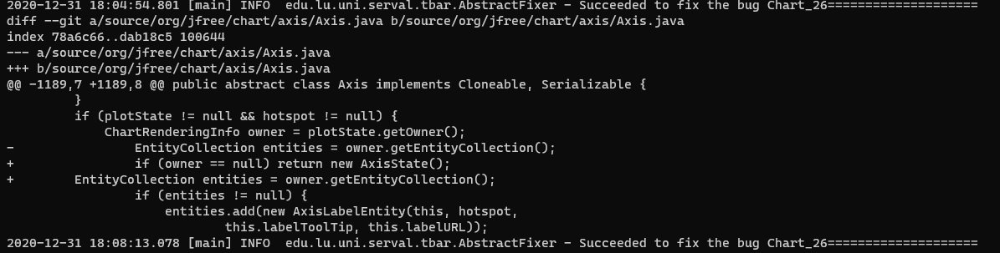 2020-12-31 18:04:54.801 [main] INFO  edu.lu.uni.serval.tbar.AbstractFixer - Succeeded to fix the bug Chart_26====================
diff --git a/source/org/jfree/chart/axis/Axis.java b/source/org/jfree/chart/axis/Axis.java
index 78a6c66..dab18c5 100644
--- a/source/org/jfree/chart/axis/Axis.java
+++ b/source/org/jfree/chart/axis/Axis.java
@@ -1189,7 +1189,8 @@ public abstract class Axis implements Cloneable, Serializable {
         }
         if (plotState != null && hotspot != null) {
             ChartRenderingInfo owner = plotState.getOwner();
-                EntityCollection entities = owner.getEntityCollection();
+                if (owner == null) return new AxisState();
+        EntityCollection entities = owner.getEntityCollection();
                 if (entities != null) {
                     entities.add(new AxisLabelEntity(this, hotspot,
                             this.labelToolTip, this.labelURL));
2020-12-31 18:08:13.078 [main] INFO  edu.lu.uni.serval.tbar.AbstractFixer - Succeeded to fix the bug Chart_26====================